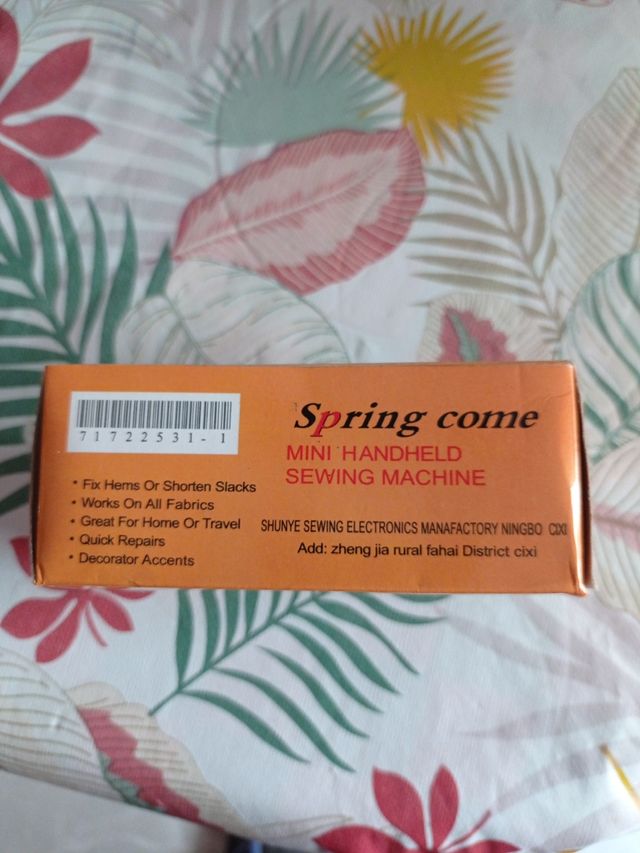 71722531-1
Spring come
MINI HANDHELD
SEWING MACHINE
• Fix Hems Or Shorten Slacks
• Works On All Fabrics
• Great For Home Or Travel
• Quick Repairs
• Decorator Accents
SHUNYE SEWING ELECTRONICS MANAFACTORY NINGBO CIXI
Add: zheng jia rural fahai District cixi